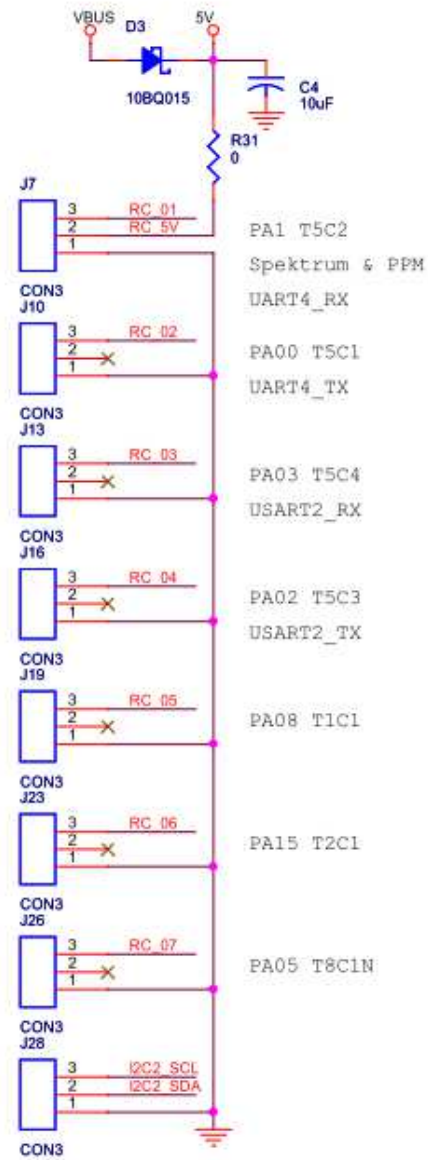 VBUS
D3
5V
10BQ015
C4
10uF
R31
0
J7
3 RC_01
2 RC_5V
1
PA1 T5C2
Spektrum & PPM
UART4_RX
CON3
J10
3 RC_02
2
1
PA00 T5C1
UART4_TX
CON3
J13
3 RC_03
2
1
PA03 T5C4
USART2_RX
CON3
J16
3 RC_04
2
1
PA02 T5C3
USART2_TX
CON3
J19
3 RC_05
2
1
PA08 T1C1
CON3
J23
3 RC_06
2
1
PA15 T2C1
CON3
J26
3 RC_07
2
1
PA05 T8C1N
CON3
J28
3 I2C2_SCL
2 I2C2_SDA
1
CON3